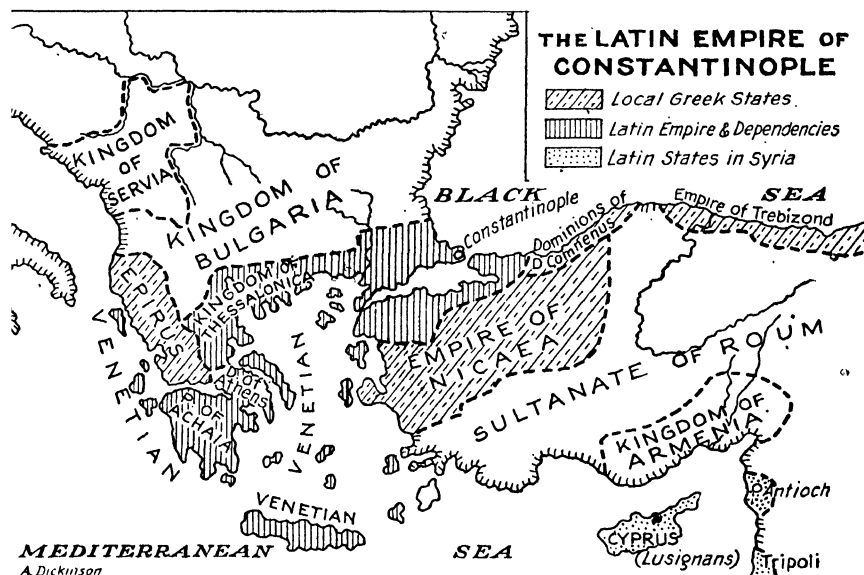 THE LATIN EMPIRE OF
CONSTANTINOPLE
Local Greek States
Latin Empire & Dependencies
Latin States in Syria
KINGDOM
OF
SERVIA
KINGDOM OF
BULGARIA
BLACK
SEA
Constantinople
Dominions of
D. Comnenus
Empire of Trebizond
EPIRUS
KINGDOM OF
THESSALONICA
EMPIRE OF
NICAEA
SULTANATE OF ROUM
KINGDOM OF
ARMENIA
D of
Athens
P. OF
ACHAIA
VENETIAN
VENETIAN
VENETIAN
P. Antioch
CYPRUS
(Lusignans)
Tripoli
MEDITERRANEAN
SEA
A. Dickinson